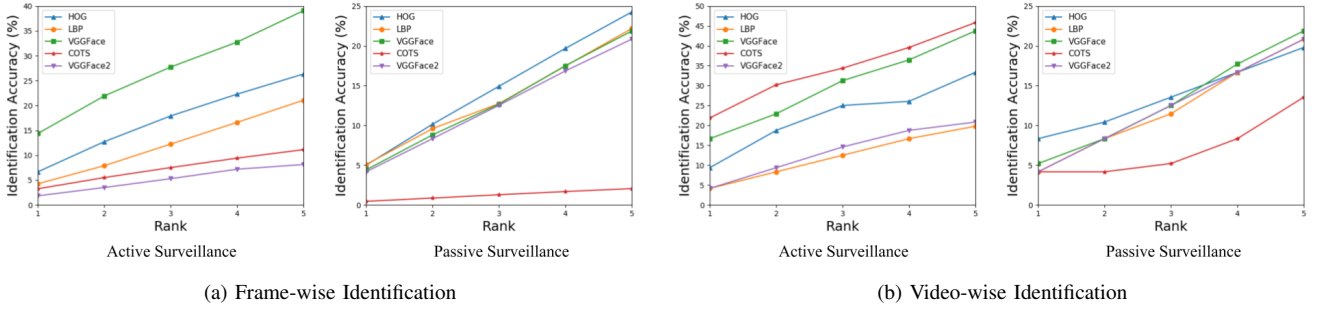 Identification Accuracy (%)
40
35
30
25
20
15
10
5
0
HOG
LBP
VGGFace
COTS
VGGFace2
1 2 3 4 5
Rank
Active Surveillance
Identification Accuracy (%)
25
20
15
10
5
0
HOG
LBP
VGGFace
COTS
VGGFace2
1 2 3 4 5
Rank
Passive Surveillance
(a) Frame-wise Identification
Identification Accuracy (%)
50
45
40
35
30
25
20
15
10
5
0
HOG
LBP
VGGFace
COTS
VGGFace2
1 2 3 4 5
Rank
Active Surveillance
Identification Accuracy (%)
25
20
15
10
5
0
HOG
LBP
VGGFace
COTS
VGGFace2
1 2 3 4 5
Rank
Passive Surveillance
(b) Video-wise Identification